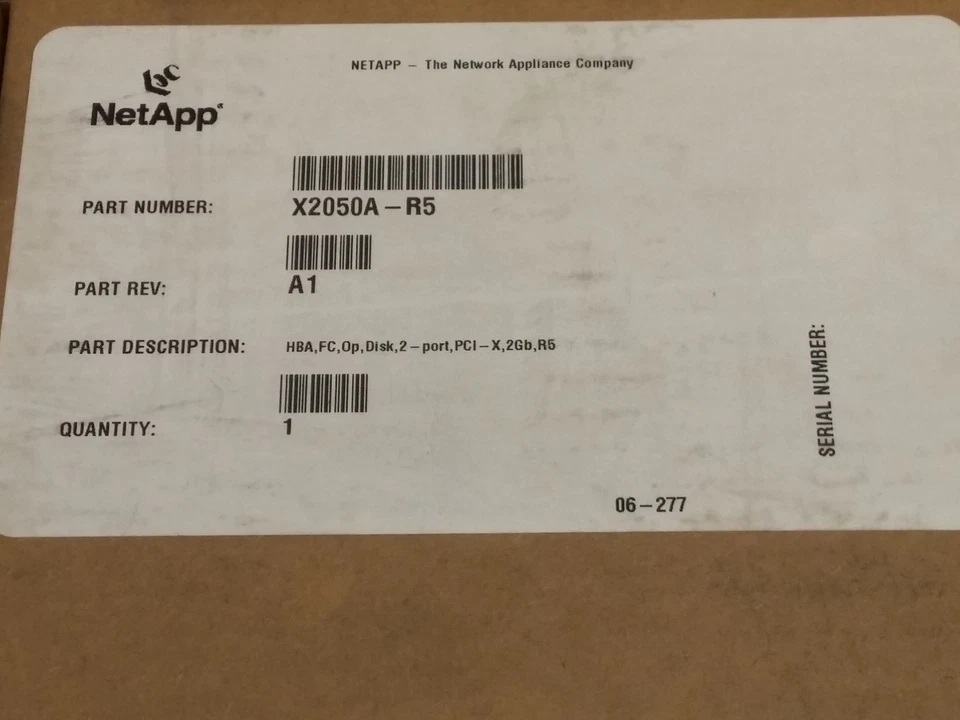 NETAPP – The Network Appliance Company
NetApp®
PART NUMBER: X2050A–R5
PART REV: A1
PART DESCRIPTION: HBA,FC,Op,Disk,2–port,PCI–X,2Gb,R5
QUANTITY: 1
SERIAL NUMBER:
06–277